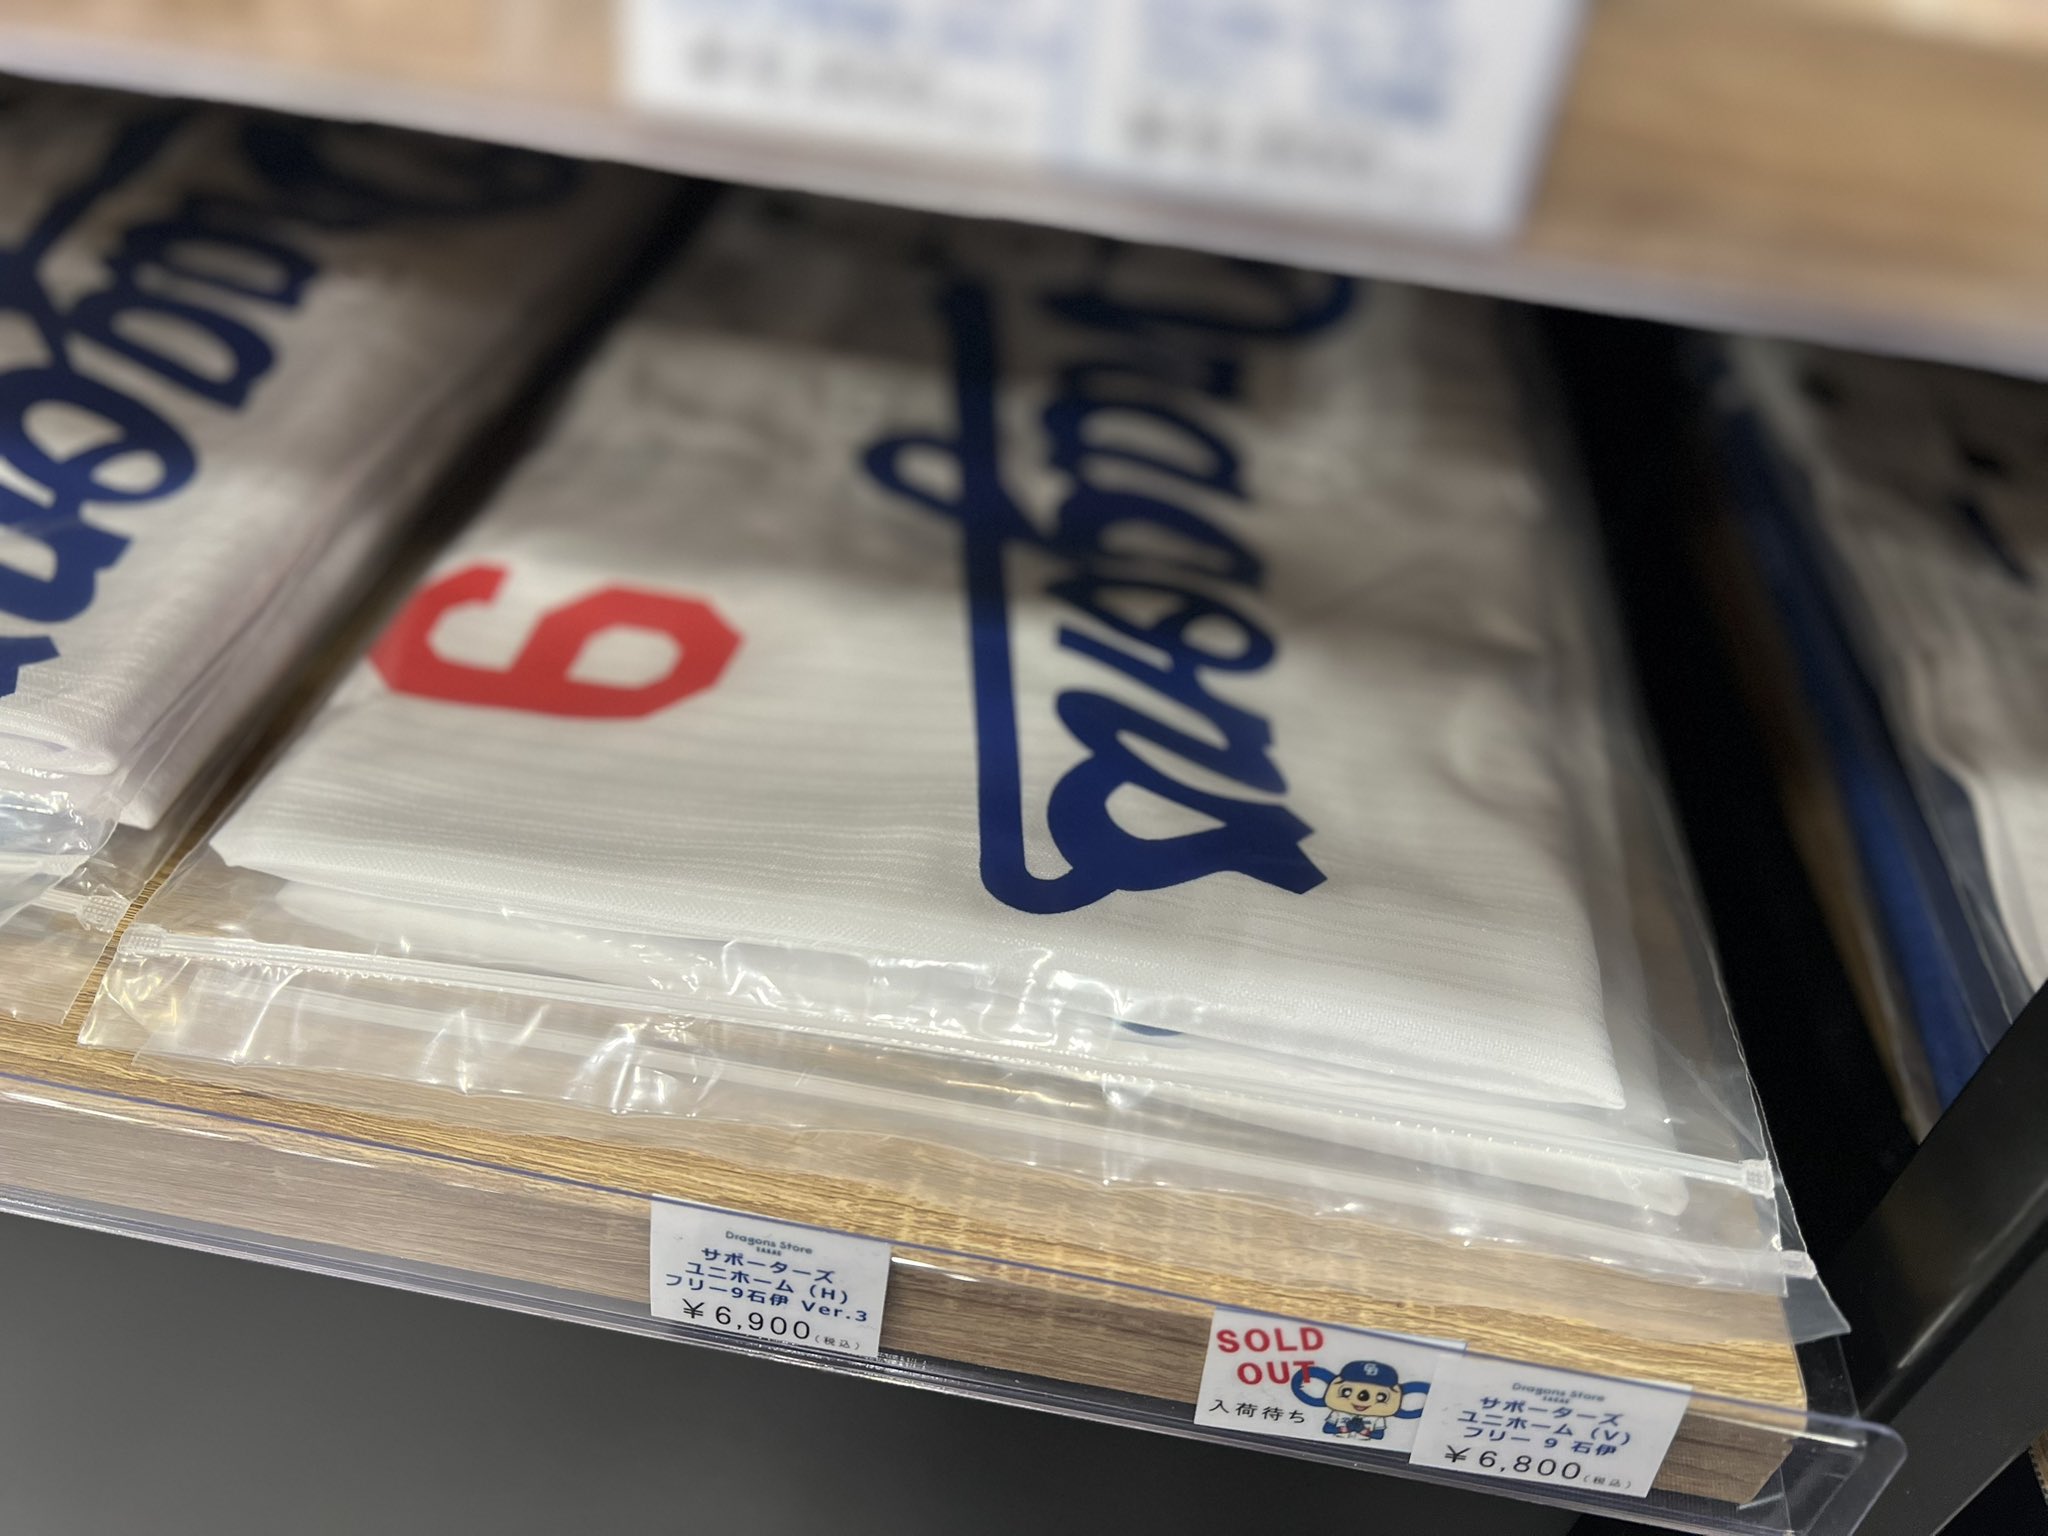 Dragons
9
Dragons Store
SAKAE
サポーターズ
ユニホーム（H）
フリー9石伊 Ver.3
￥6,900（税込）
SOLD
OUT
入荷待ち
Dragons Store
SAKAE
サポーターズ
ユニホーム（V）
フリー 9 石伊
￥6,800（税込）